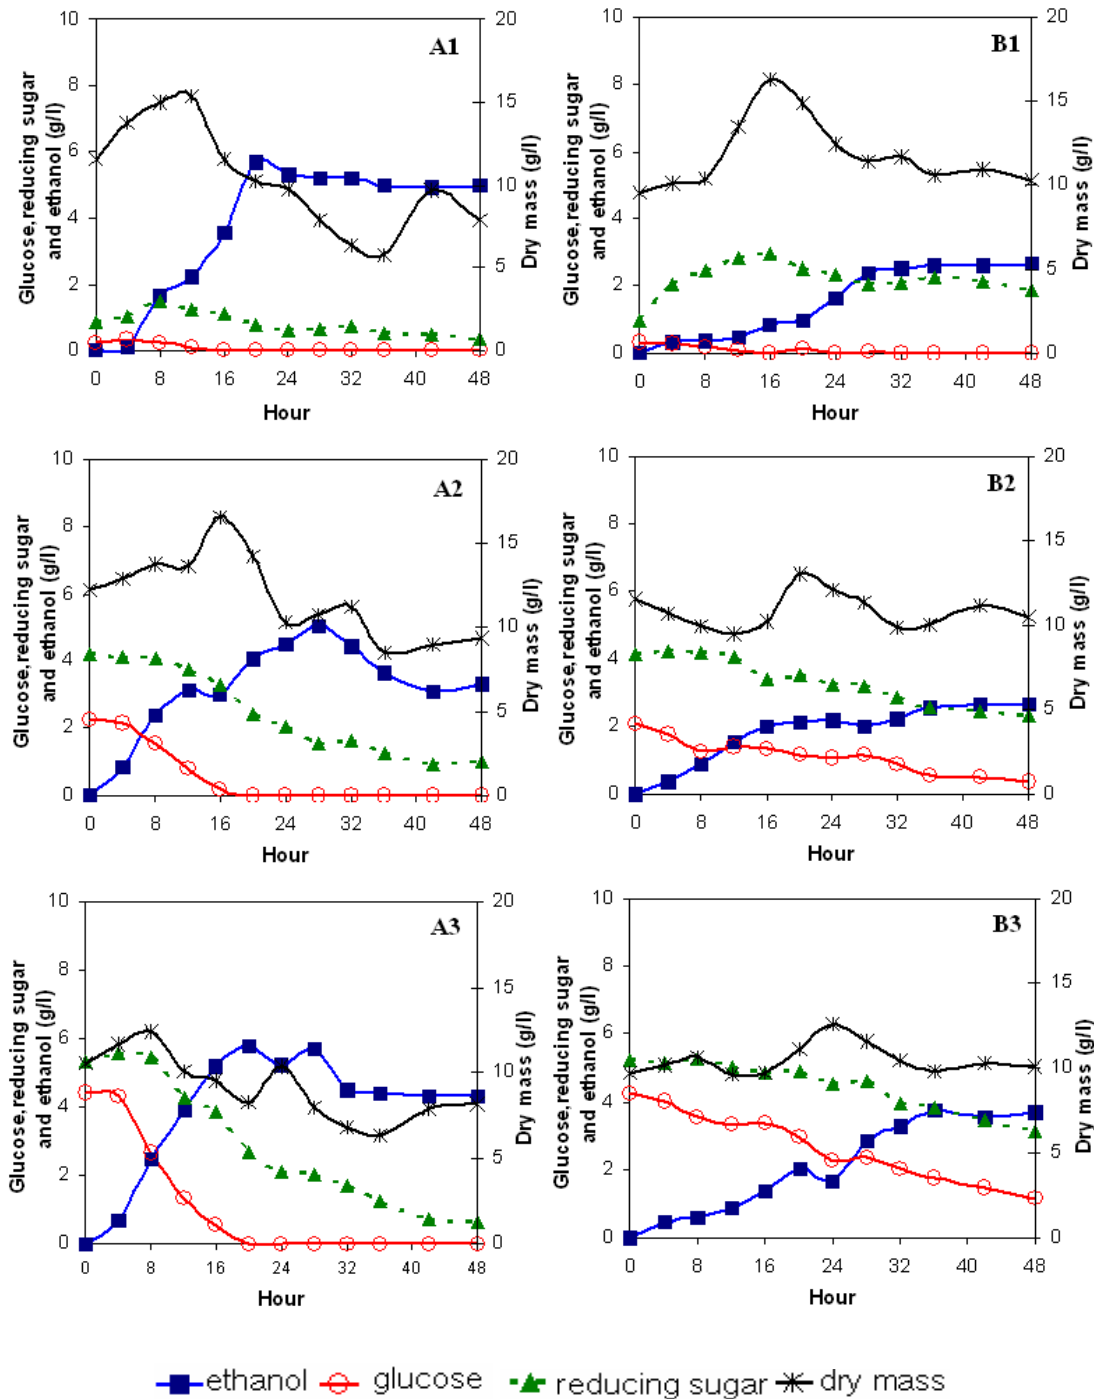 A1
Glucose,reducing sugar
and ethanol (g/l)
10
8
6
4
2
0
20
15
10
5
0
Dry mass (g/l)
0 8 16 24 32 40 48
Hour
B1
Glucose,reducing sugar
and ethanol (g/l)
10
8
6
4
2
0
20
15
10
5
0
Dry mass (g/l)
0 8 16 24 32 40 48
Hour
A2
Glucose,reducing sugar
and ethanol (g/l)
10
8
6
4
2
0
20
15
10
5
0
Dry mass (g/l)
0 8 16 24 32 40 48
Hour
B2
Glucose,reducing sugar
and ethanol (g/l)
10
8
6
4
2
0
20
15
10
5
0
Dry mass (g/l)
0 8 16 24 32 40 48
Hour
A3
Glucose,reducing sugar
and ethanol (g/l)
10
8
6
4
2
0
20
15
10
5
0
Dry mass (g/l)
0 8 16 24 32 40 48
Hour
B3
Glucose,reducing sugar
and ethanol (g/l)
10
8
6
4
2
0
20
15
10
5
0
Dry mass (g/l)
0 8 16 24 32 40 48
Hour
ethanol glucose reducing sugar dry mass